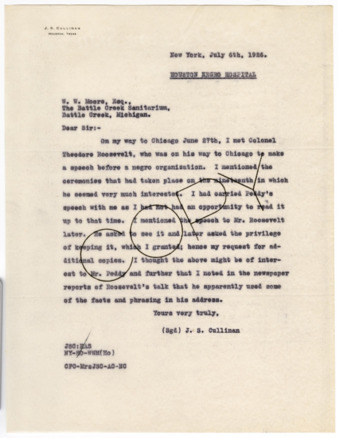 J. S. CULLINAN
HOUSTON, TEXAS
New York, July 6th, 1926.
HOUSTON NEGRO HOSPITAL
W. W. Moore, Esq.,
The Battle Creek Sanitarium,
Battle Creek, Michigan.
Dear Sir:-
On my way to Chicago June 27th, I met Colonel
Theodore Roosevelt, who was on his way to Chicago to make
a speech before a negro organization. I mentioned the
ceremonies that had taken place on the nineteenth in which
he seemed very much interested. I had carried Peddy's
speech with me as I had not had an opportunity to read it
up to that time. I mentioned the speech to Mr. Roosevelt
later. He asked to see it and later asked the privilege
of keeping it, which I granted; hence my request for ad-
ditional copies. I thought the above might be of inter-
est to Mr. Peddy and further that I noted in the newspaper
reports of Roosevelt's talk that he apparently used some
of the facts and phrasing in his address.
Yours very truly,
(Sgd) J. S. Cullinan
CFG-MrsJSC-AC-NC